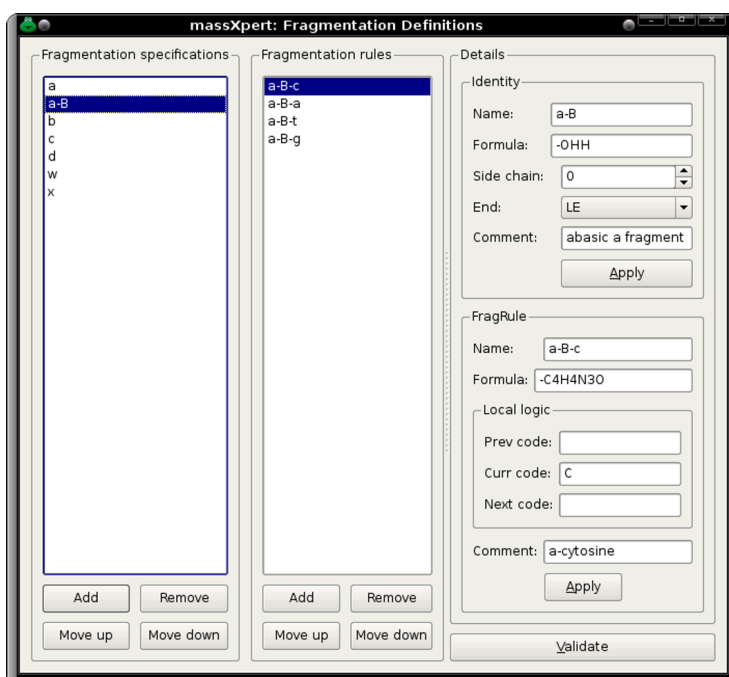 massXpert: Fragmentation Definitions
Fragmentation specifications
a
a-B
b
c
d
w
x
Add Remove
Move up Move down
Fragmentation rules
a-B-c
a-B-a
a-B-t
a-B-g
Add Remove
Move up Move down
Details
Identity
Name: a-B
Formula: -OHH
Side chain: 0
End: LE
Comment: abasic a fragment
Apply
FragRule
Name: a-B-c
Formula: -C4H4N3O
Local logic
Prev code:
Curr code: C
Next code:
Comment: a-cytosine
Apply
Validate